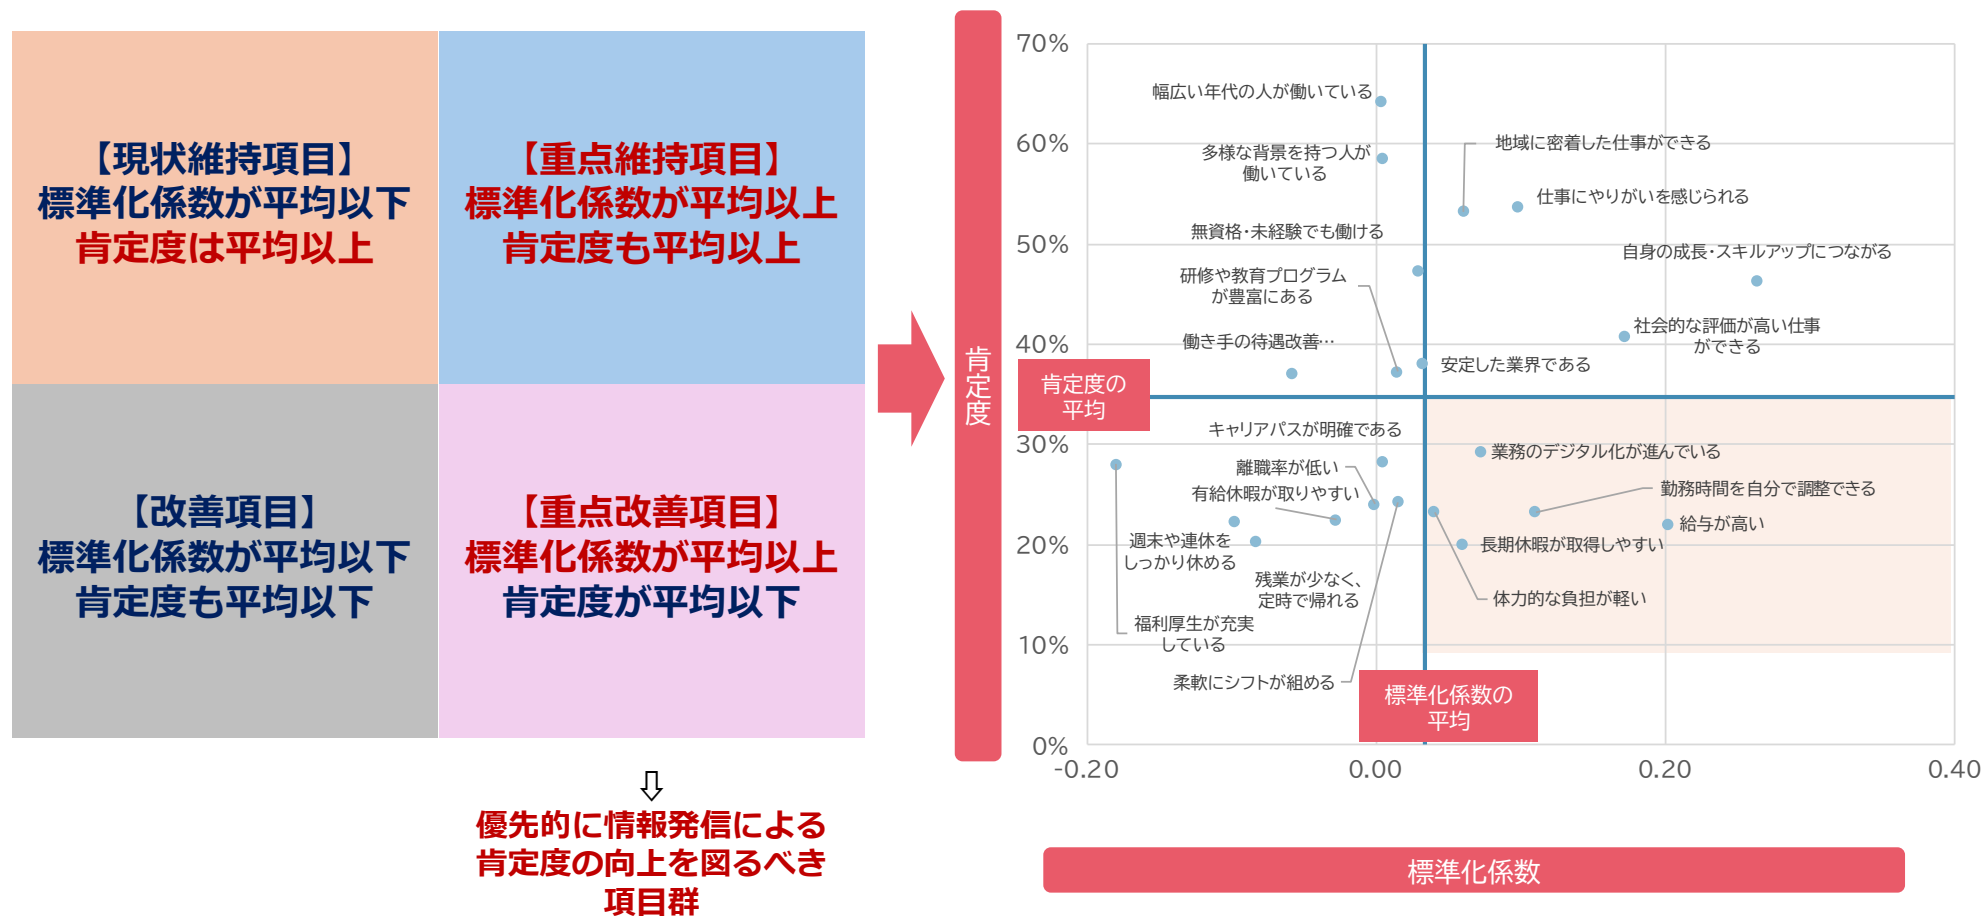 【現状維持項目】
標準化係数が平均以下
肯定度は平均以上
【重点維持項目】
標準化係数が平均以上
肯定度も平均以上
【改善項目】
標準化係数が平均以下
肯定度も平均以下
【重点改善項目】
標準化係数が平均以上
肯定度が平均以下
優先的に情報発信による
肯定度の向上を図るべき
項目群
肯定度
70%
60%
50%
40%
30%
20%
10%
0%
-0.20
0.00
0.20
0.40
幅広い年代の人が働いている
多様な背景を持つ人が
働いている
地域に密着した仕事ができる
仕事にやりがいを感じられる
無資格・未経験でも働ける
自身の成長・スキルアップにつながる
研修や教育プログラム
が豊富にある
社会的な評価が高い仕事
ができる
働き手の待遇改善…
安定した業界である
肯定度の
平均
キャリアパスが明確である
業務のデジタル化が進んでいる
離職率が低い
勤務時間を自分で調整できる
有給休暇が取りやすい
給与が高い
週末や連休を
しっかり休める
長期休暇が取得しやすい
残業が少なく、
定時で帰れる
体力的な負担が軽い
福利厚生が充実
している
柔軟にシフトが組める
標準化係数の
平均
標準化係数